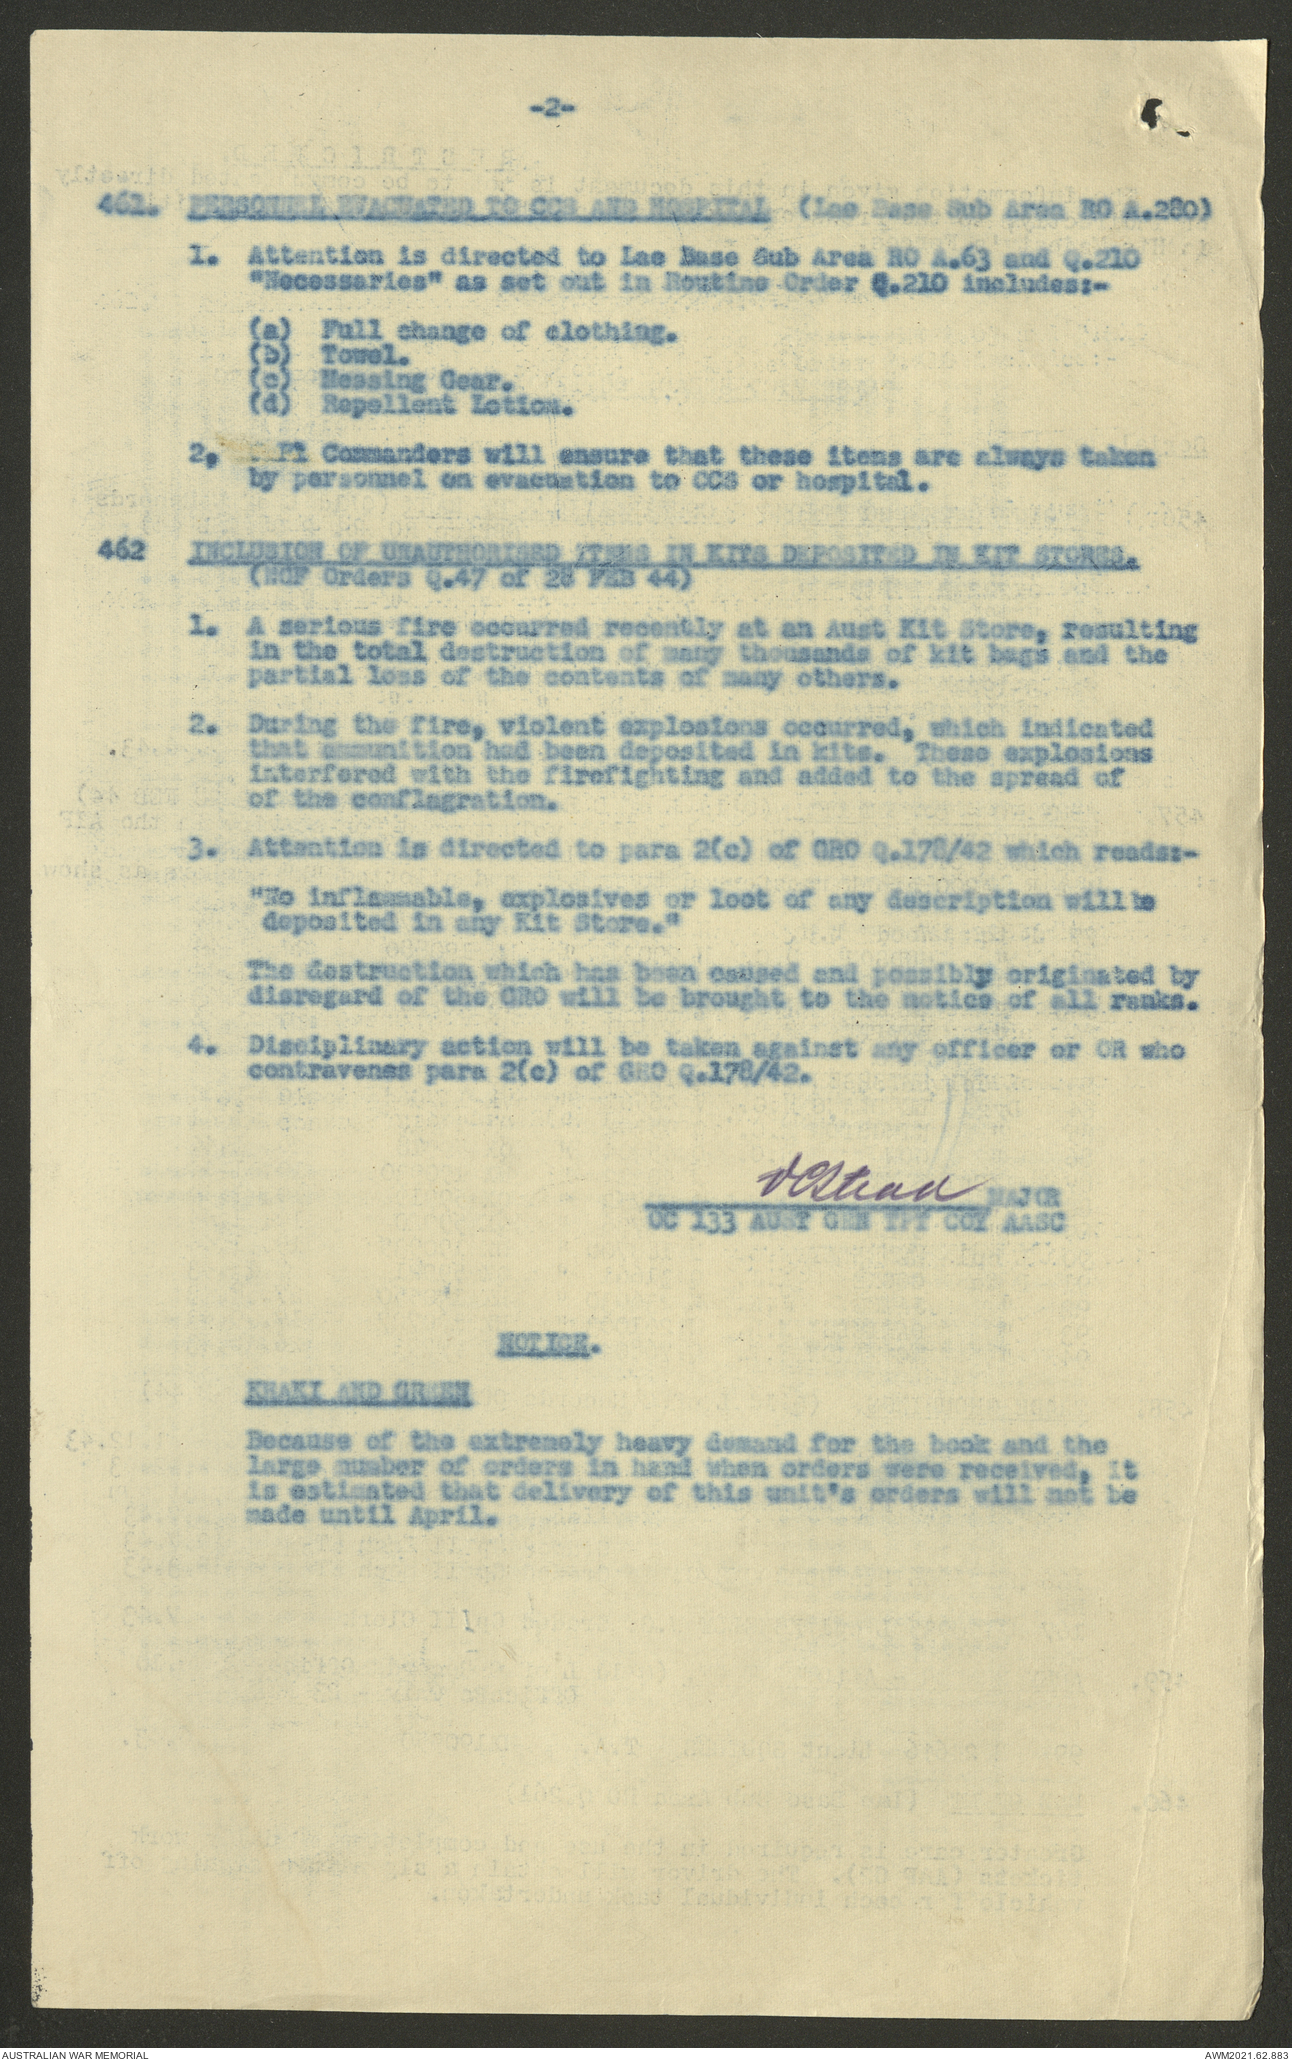 -2-
461. PERSONNEL EVACUATED TO CCS AND HOSPITAL (Lae Base Sub Area RO A.280)
1. Attention is directed to Lae Base Sub Area RO A.63 and Q.210
"Necessaries" as set out in Routine Order Q.210 includes:-
(a) Full change of clothing.
(b) Towel.
(c) Messing Gear.
(d) Repellent Lotion.
2, Pl Commanders will ensure that these items are always taken
by personnel on evacuation to CCS or hospital.
462 INCLUSION OF UNAUTHORISED ITEMS IN KITS DEPOSITED IN KIT STORES.
(NGF Orders Q.47 of 28 FEB 44)
1. A serious fire occurred recently at an Aust Kit Store, resulting
in the total destruction of many thousands of kit bags and the
partial loss of the contents of many others.
2. During the fire, violent explosions occurred, which indicated
that ammunition had been deposited in kits. These explosions
interfered with the firefighting and added to the spread of
of the conflagration.
3. Attention is directed to para 2(c) of GRO Q.178/42 which reads:-
"No inflammable, explosives or loot of any description will be
deposited in any Kit Store."
The destruction which has been caused and possibly originated by
disregard of the GRO will be brought to the notice of all ranks.
4. Disciplinary action will be taken against any officer or OR who
contravenes para 2(c) of GRO Q.178/42.
MAJOR
OC 133 AUST GEN TPT COY AASC
NOTICE.
KHAKI AND GREEN
Because of the extremely heavy demand for the book and the
large number of orders in hand when orders were received, it
is estimated that delivery of this unit's orders will not be
made until April.
AUSTRALIAN WAR MEMORIAL
AWM2021.62.883